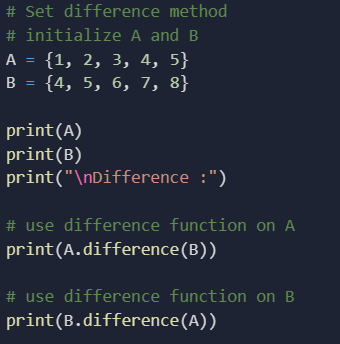 # Set difference method
# initialize A and B
A = {1, 2, 3, 4, 5}
B = {4, 5, 6, 7, 8}

print(A)
print(B)
print("\nDifference :")

# use difference function on A
print(A.difference(B))

# use difference function on B
print(B.difference(A))